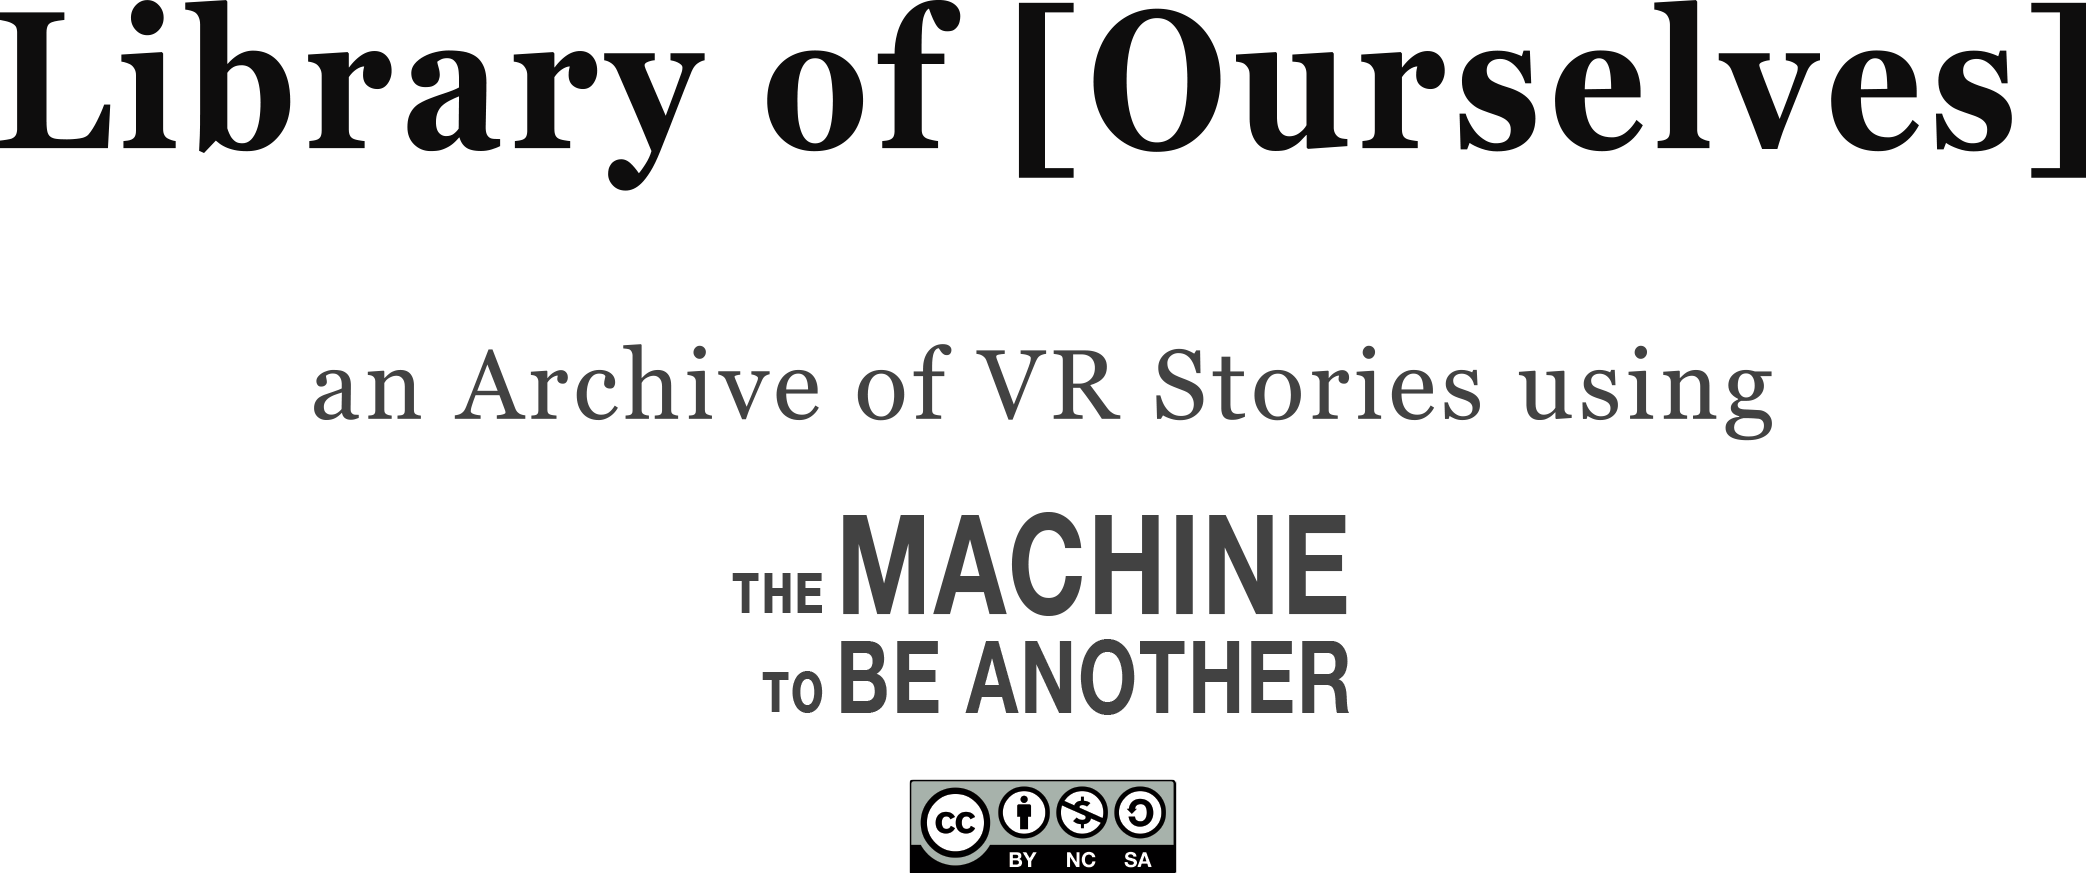 Library of [Ourselves]
an Archive of VR Stories using
THE MACHINE
TO BE ANOTHER
cc
BY NC SA